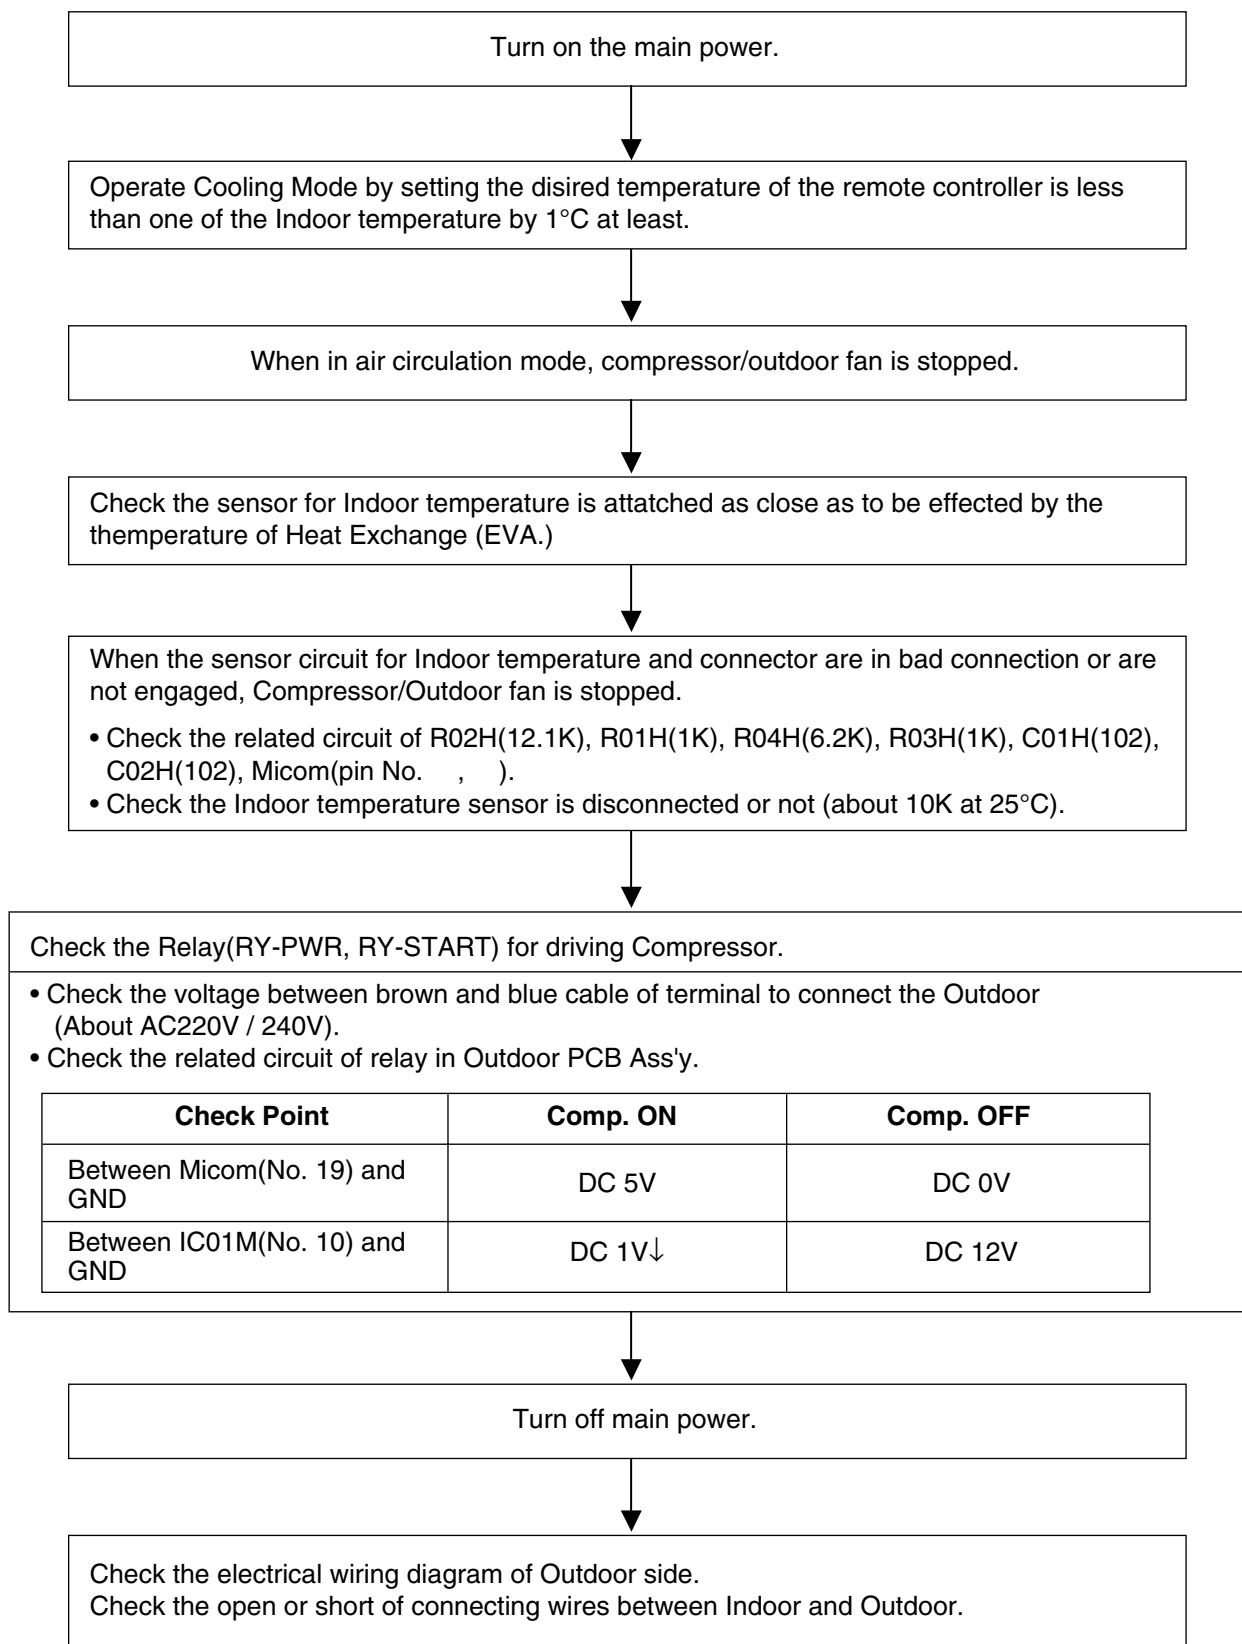 Turn on the main power.
Operate Cooling Mode by setting the disired temperature of the remote controller is less
than one of the Indoor temperature by 1°C at least.
When in air circulation mode, compressor/outdoor fan is stopped.
Check the sensor for Indoor temperature is attatched as close as to be effected by the
themperature of Heat Exchange (EVA.)
When the sensor circuit for Indoor temperature and connector are in bad connection or are
not engaged, Compressor/Outdoor fan is stopped.
• Check the related circuit of R02H(12.1K), R01H(1K), R04H(6.2K), R03H(1K), C01H(102),
C02H(102), Micom(pin No.    ,    ).
• Check the Indoor temperature sensor is disconnected or not (about 10K at 25°C).
Check the Relay(RY-PWR, RY-START) for driving Compressor.
• Check the voltage between brown and blue cable of terminal to connect the Outdoor
(About AC220V / 240V).
• Check the related circuit of relay in Outdoor PCB Ass'y.
Check Point Comp. ON Comp. OFF
Between Micom(No. 19) and
GND DC 5V DC 0V
Between IC01M(No. 10) and
GND DC 1V↓ DC 12V
Turn off main power.
Check the electrical wiring diagram of Outdoor side.
Check the open or short of connecting wires between Indoor and Outdoor.